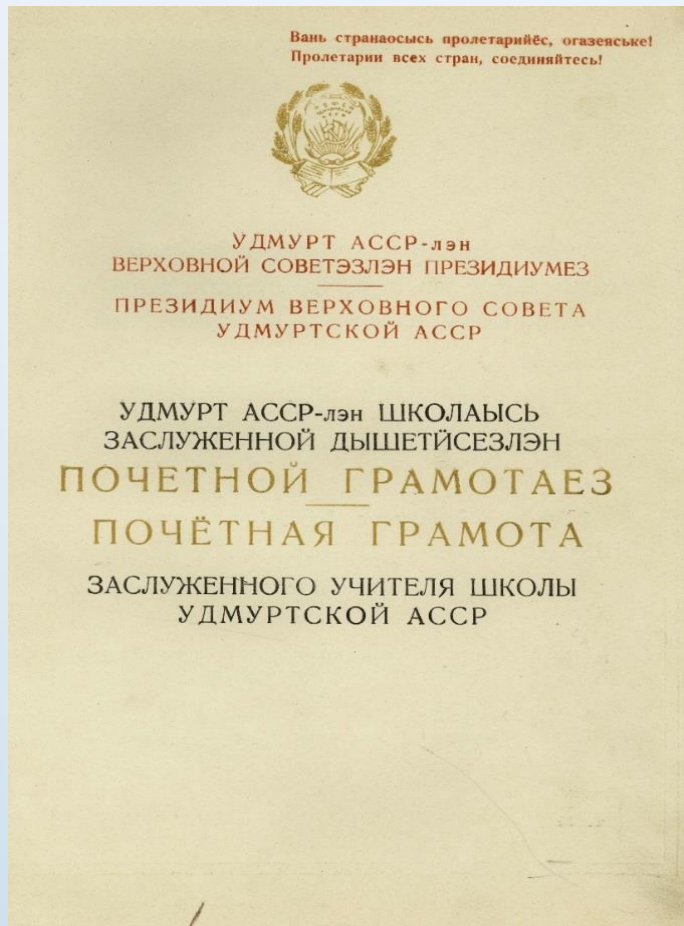 Вань странаосысь пролетарийёс, огазеяське!
Пролетарии всех стран, соединяйтесь!
УДМУРТ АССР-лэн
ВЕРХОВНОЙ СОВЕТЭЗЛЭН ПРЕЗИДИУМЕЗ
ПРЕЗИДИУМ ВЕРХОВНОГО СОВЕТА
УДМУРТСКОЙ АССР
УДМУРТ АССР-лэн ШКОЛАЫСЬ
ЗАСЛУЖЕННОЙ ДЫШЕТӤСЕЗЛЭН
ПОЧЕТНОЙ ГРАМОТАЕЗ
ПОЧЁТНАЯ ГРАМОТА
ЗАСЛУЖЕННОГО УЧИТЕЛЯ ШКОЛЫ
УДМУРТСКОЙ АССР